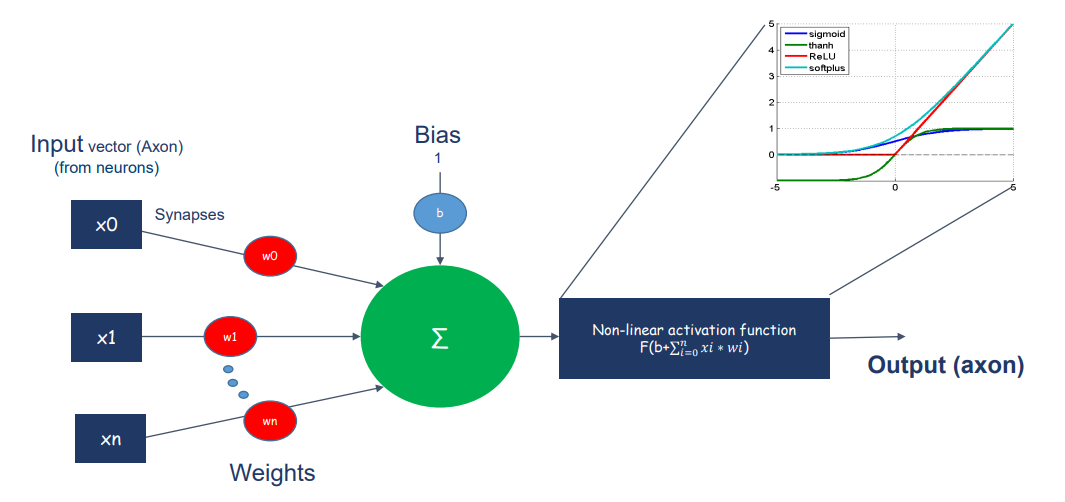 Input vector (Axon)
(from neurons)
x0
Synapses
w0
x1
w1
xn
wn
Weights
Bias
1
b
Σ
Non-linear activation function
F(b+∑ⁿᵢ₌₀ xi ∗ wi)
Output (axon)
sigmoid
thanh
ReLU
softplus
5
4
3
2
1
0
-5
0
5